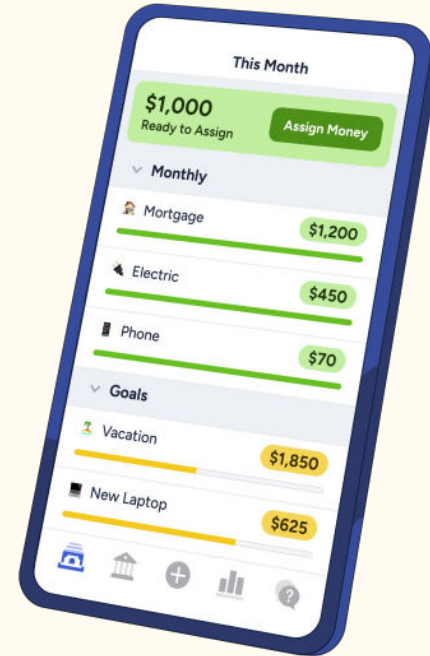 This Month
$1,000
Ready to Assign
Assign Money
Monthly
Mortgage
$1,200
Electric
$450
Phone
$70
Goals
Vacation
$1,850
New Laptop
$625
?